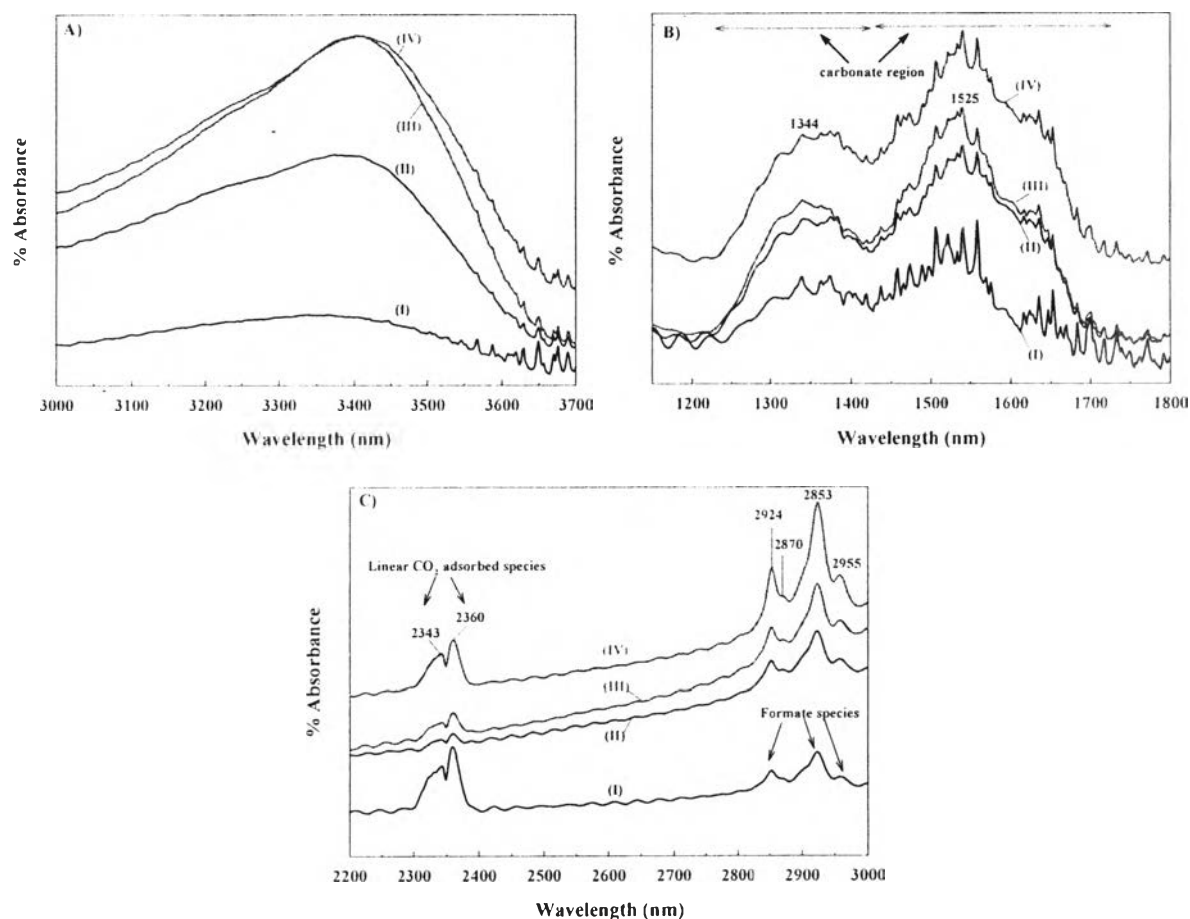 A)
(IV)
(III)
(II)
(I)
% Absorbance
3000 3100 3200 3300 3400 3500 3600 3700
Wavelength (nm)
B)
carbonate region
1525
(IV)
1344
(III)
(II)
(I)
% Absorbance
1200 1300 1400 1500 1600 1700 1800
Wavelength (nm)
C)
2853
2924
2870
2955
Linear CO2 adsorbed species
2360
2343
(IV)
(III)
(II)
Formate species
(I)
% Absorbance
2200 2300 2400 2500 2600 2700 2800 2900 3000
Wavelength (nm)